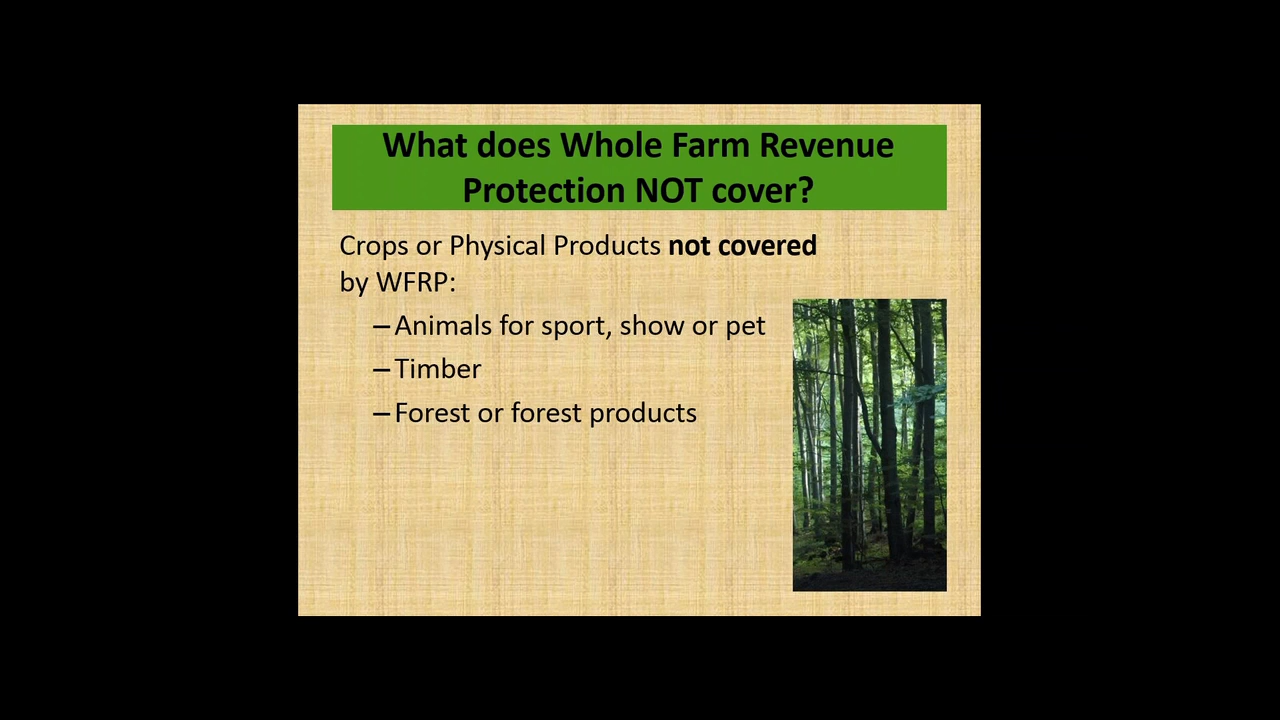 What does Whole Farm Revenue
Protection NOT cover?
Crops or Physical Products not covered
by WFRP:
–Animals for sport, show or pet
–Timber
–Forest or forest products